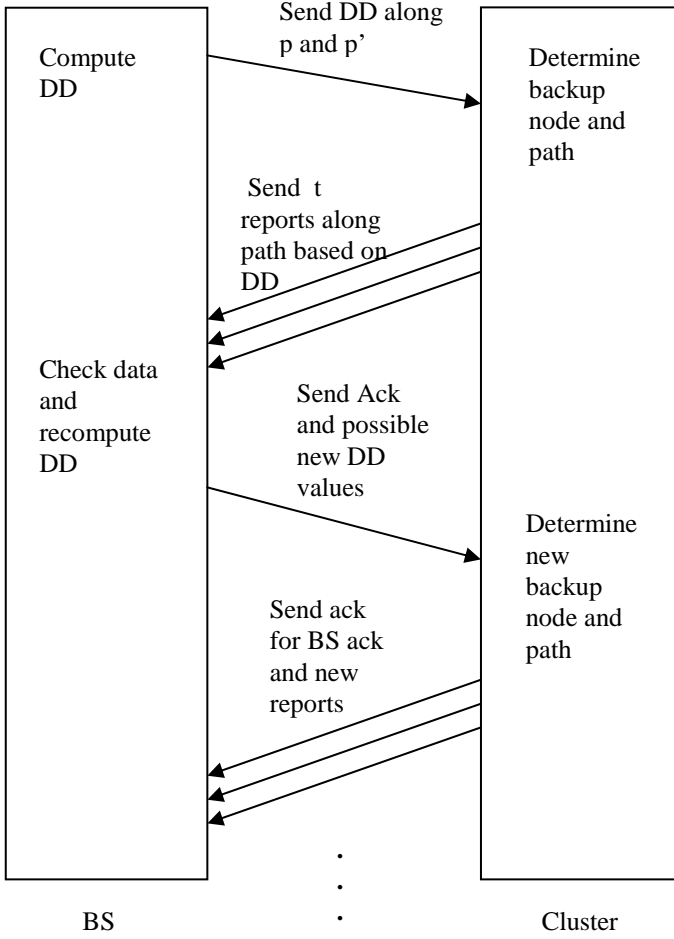 Send DD along
p and p’
Compute
DD
Determine
backup
node and
path
Send t
reports along
path based on
DD
Check data
and
recompute
DD
Send Ack
and possible
new DD
values
Determine
new
backup
node and
path
Send ack
for BS ack
and new
reports
.
.
.
BS
Cluster